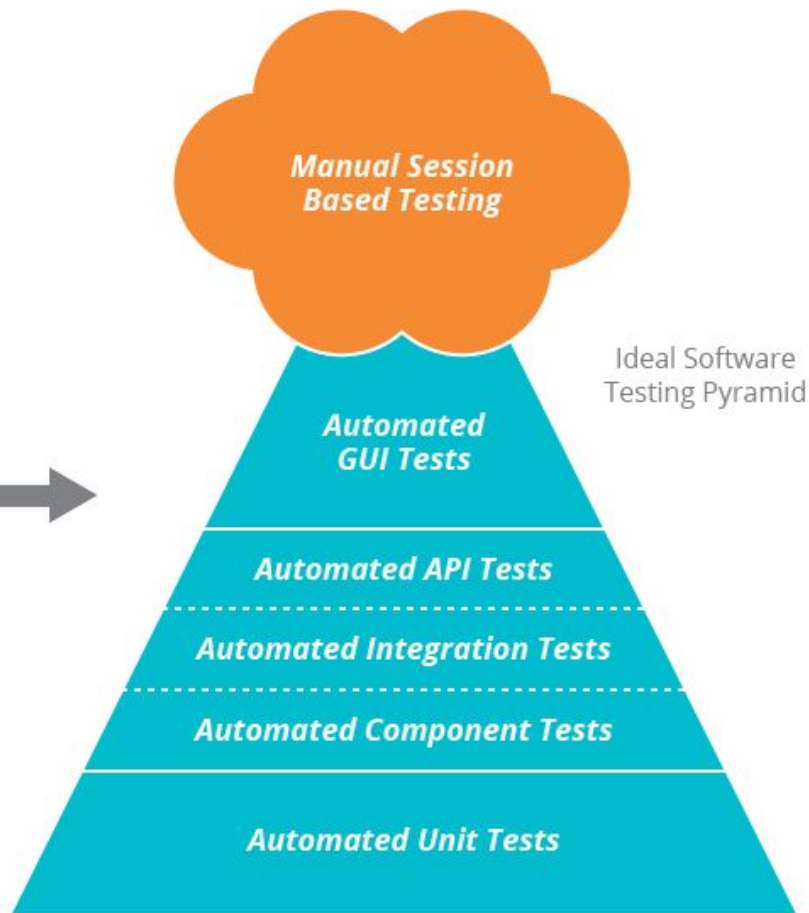 Manual Session
Based Testing
Ideal Software
Testing Pyramid
Automated
GUI Tests
Automated API Tests
Automated Integration Tests
Automated Component Tests
Automated Unit Tests